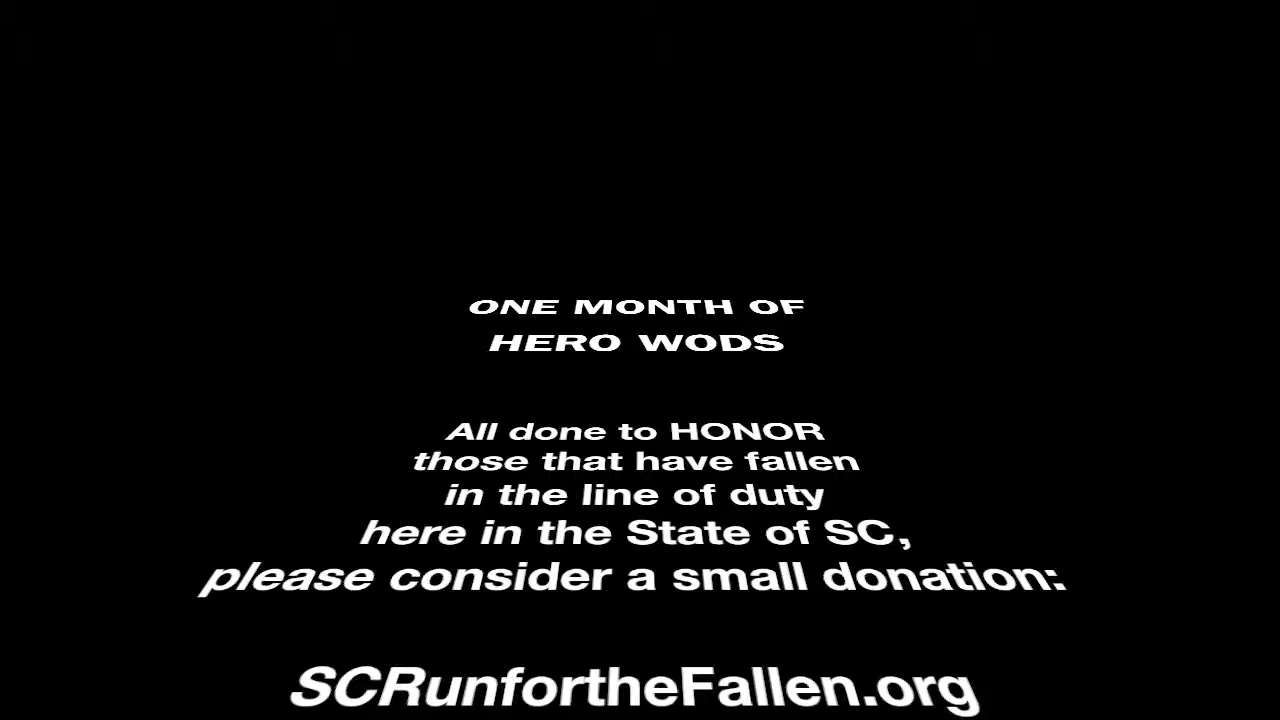 ONE MONTH OF
HERO WODS
All done to HONOR
those that have fallen
in the line of duty
here in the State of SC,
please consider a small donation:
SCRunfortheFallen.org